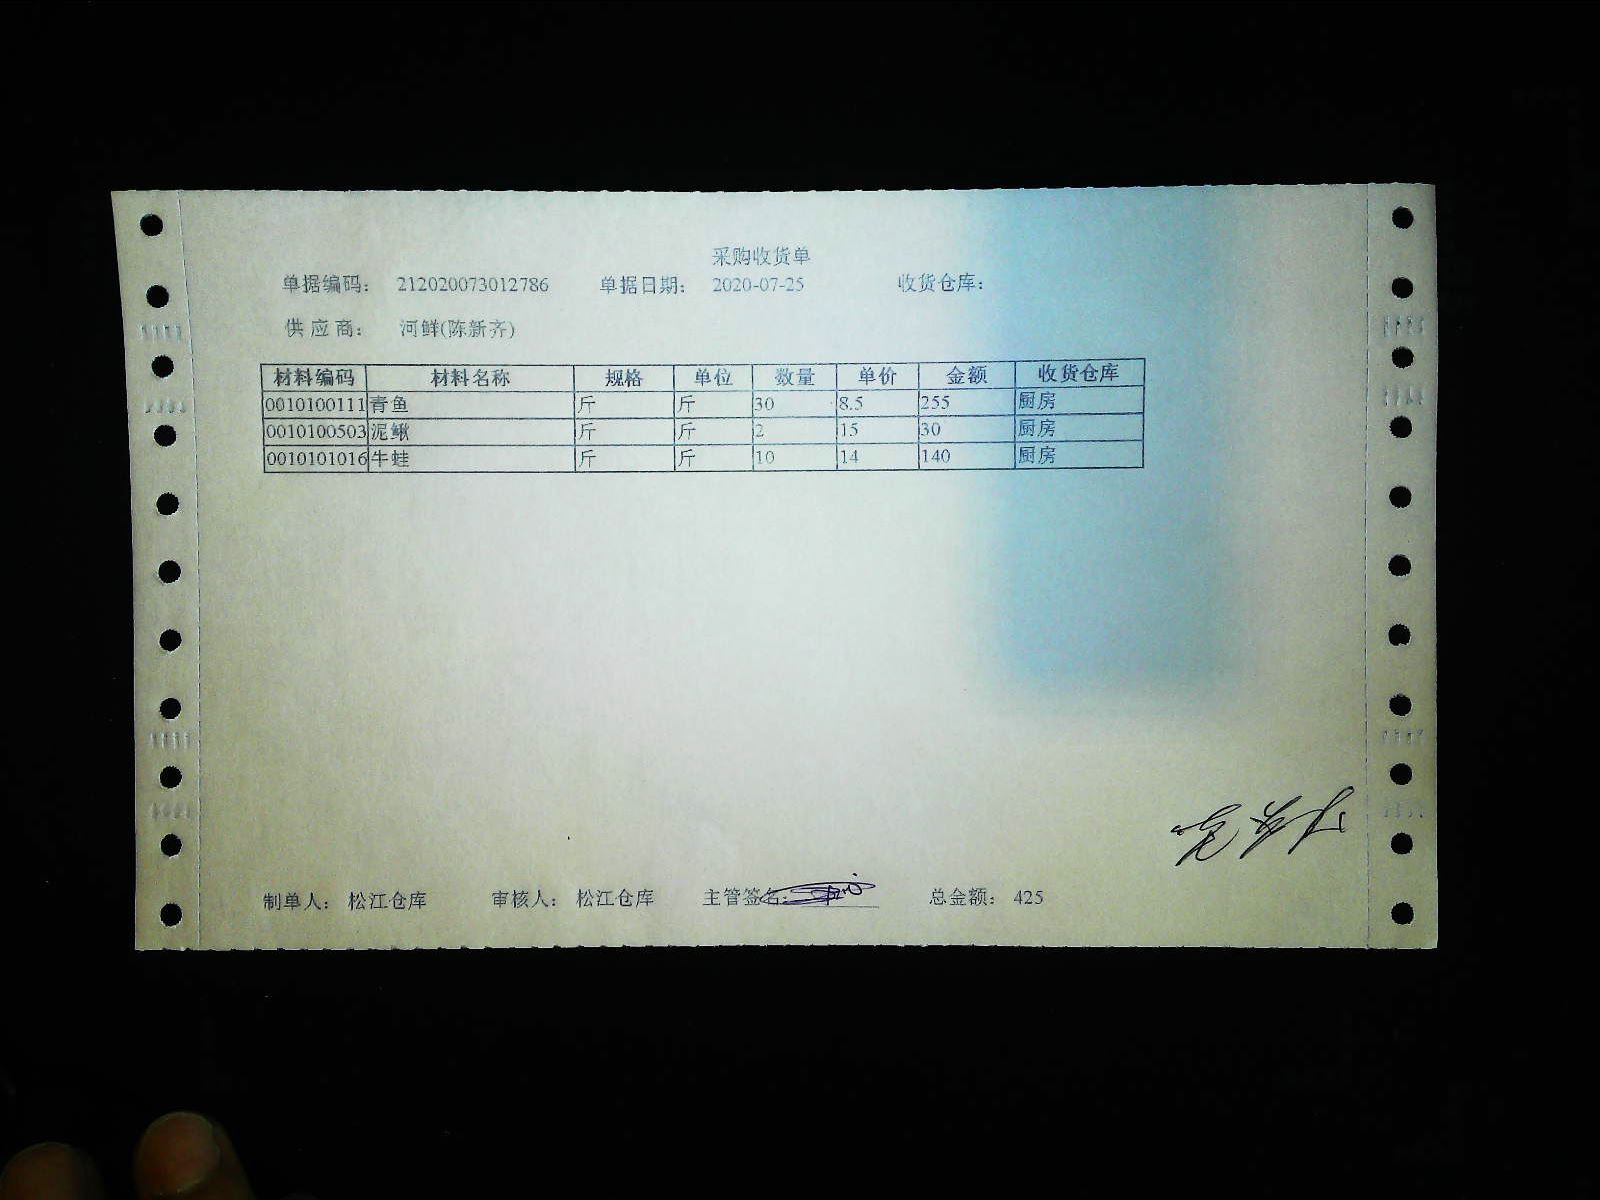 采购收货单
单据编码： 212020073012786 单据日期： 2020-07-25 收货仓库：
供 应 商： 河鲜(陈新齐)
材料编码 材料名称 规格 单位 数量 单价 金额 收货仓库
0010100111 青鱼 斤 斤 30 8.5 255 厨房
0010100503 泥鳅 斤 斤 2 15 30 厨房
0010101016 牛蛙 斤 斤 10 14 140 厨房
制单人： 松江仓库 审核人： 松江仓库 主管签名： 总金额： 425